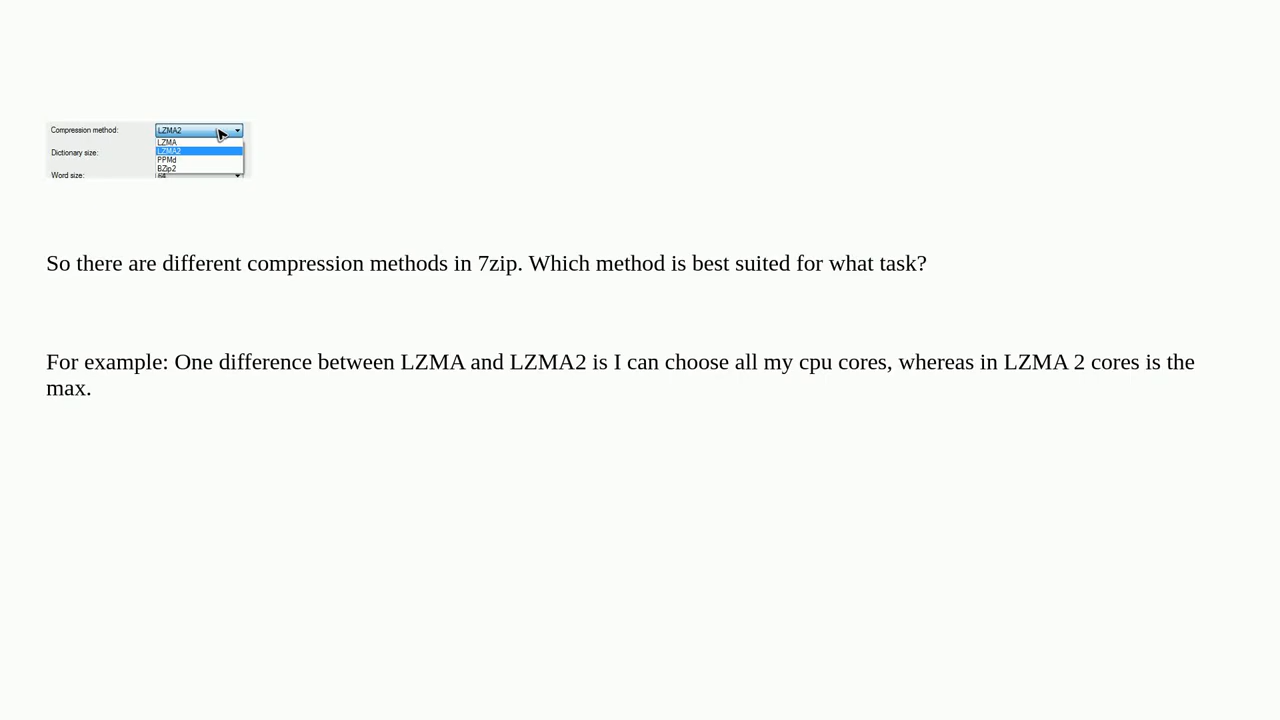 Compression method: LZMA2
LZMA
Dictionary size: LZMA2
PPMd
BZip2
Word size: 64
So there are different compression methods in 7zip. Which method is best suited for what task?
For example: One difference between LZMA and LZMA2 is I can choose all my cpu cores, whereas in LZMA 2 cores is the
max.